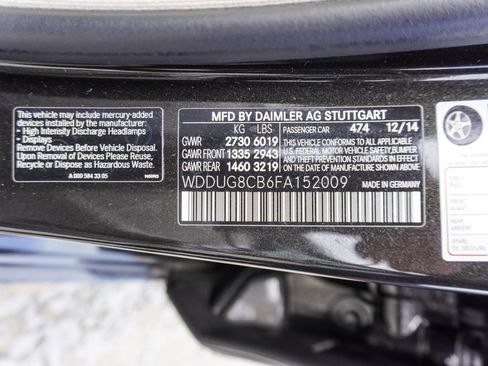 This vehicle may include mercury-added
devices installed by the manufacturer:
- High Intensity Discharge Headlamps
- Displays
Remove Devices Before Vehicle Disposal
Upon Removal of Devices Please Reuse,
Recycle or Dispose as Hazardous Waste
A 000 584 33 05
MFD BY DAIMLER AG STUTTGART
KG LBS PASSENGER CAR 474 12/14
GVWR 2730 6019 THIS VEHICLE CONFORMS TO ALL
GAWR FRONT 1335 2943 APPLICABLE U.S. FEDERAL MOTOR
GAWR REAR 1460 3219 VEHICLE SAFETY, BUMPER
AND THEFT PREVENTION STANDARDS
IN EFFECT ON THE DATE OF
MANUFACTURE SHOWN ABOVE
WDDUG8CB6FA152009 MADE IN GERMANY
FRONT
REAR